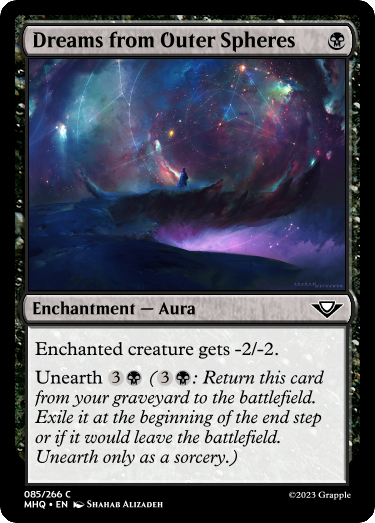 Dreams from Outer Spheres
Enchantment — Aura
Enchanted creature gets -2/-2.
Unearth 3 (3: Return this card
from your graveyard to the battlefield.
Exile it at the beginning of the end step
or if it would leave the battlefield.
Unearth only as a sorcery.)
085/266 C
MHQ • EN Shahab Alizadeh
©2023 Grapple